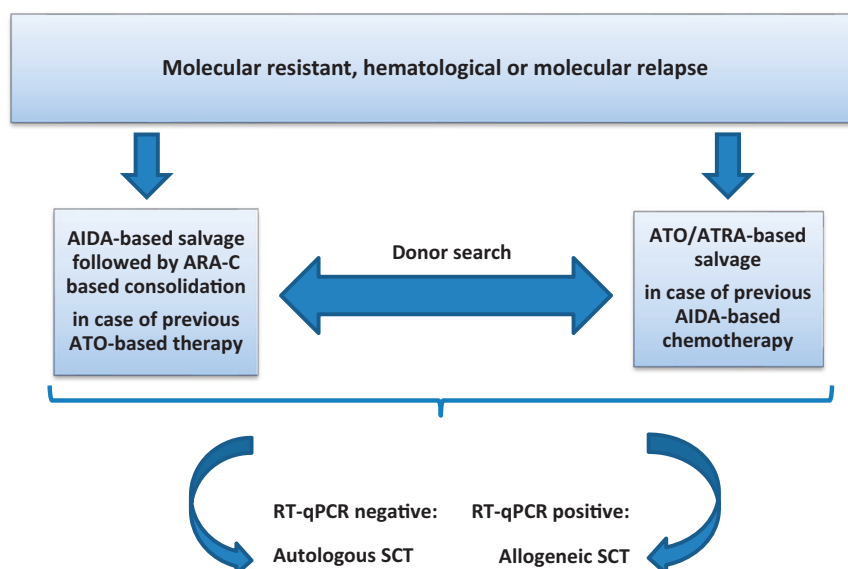 Molecular resistant, hematological or molecular relapse
AIDA-based salvage
followed by ARA-C
based consolidation
in case of previous
ATO-based therapy
Donor search
ATO/ATRA-based
salvage
in case of previous
AIDA-based
chemotherapy
RT-qPCR negative:
Autologous SCT
RT-qPCR positive:
Allogeneic SCT